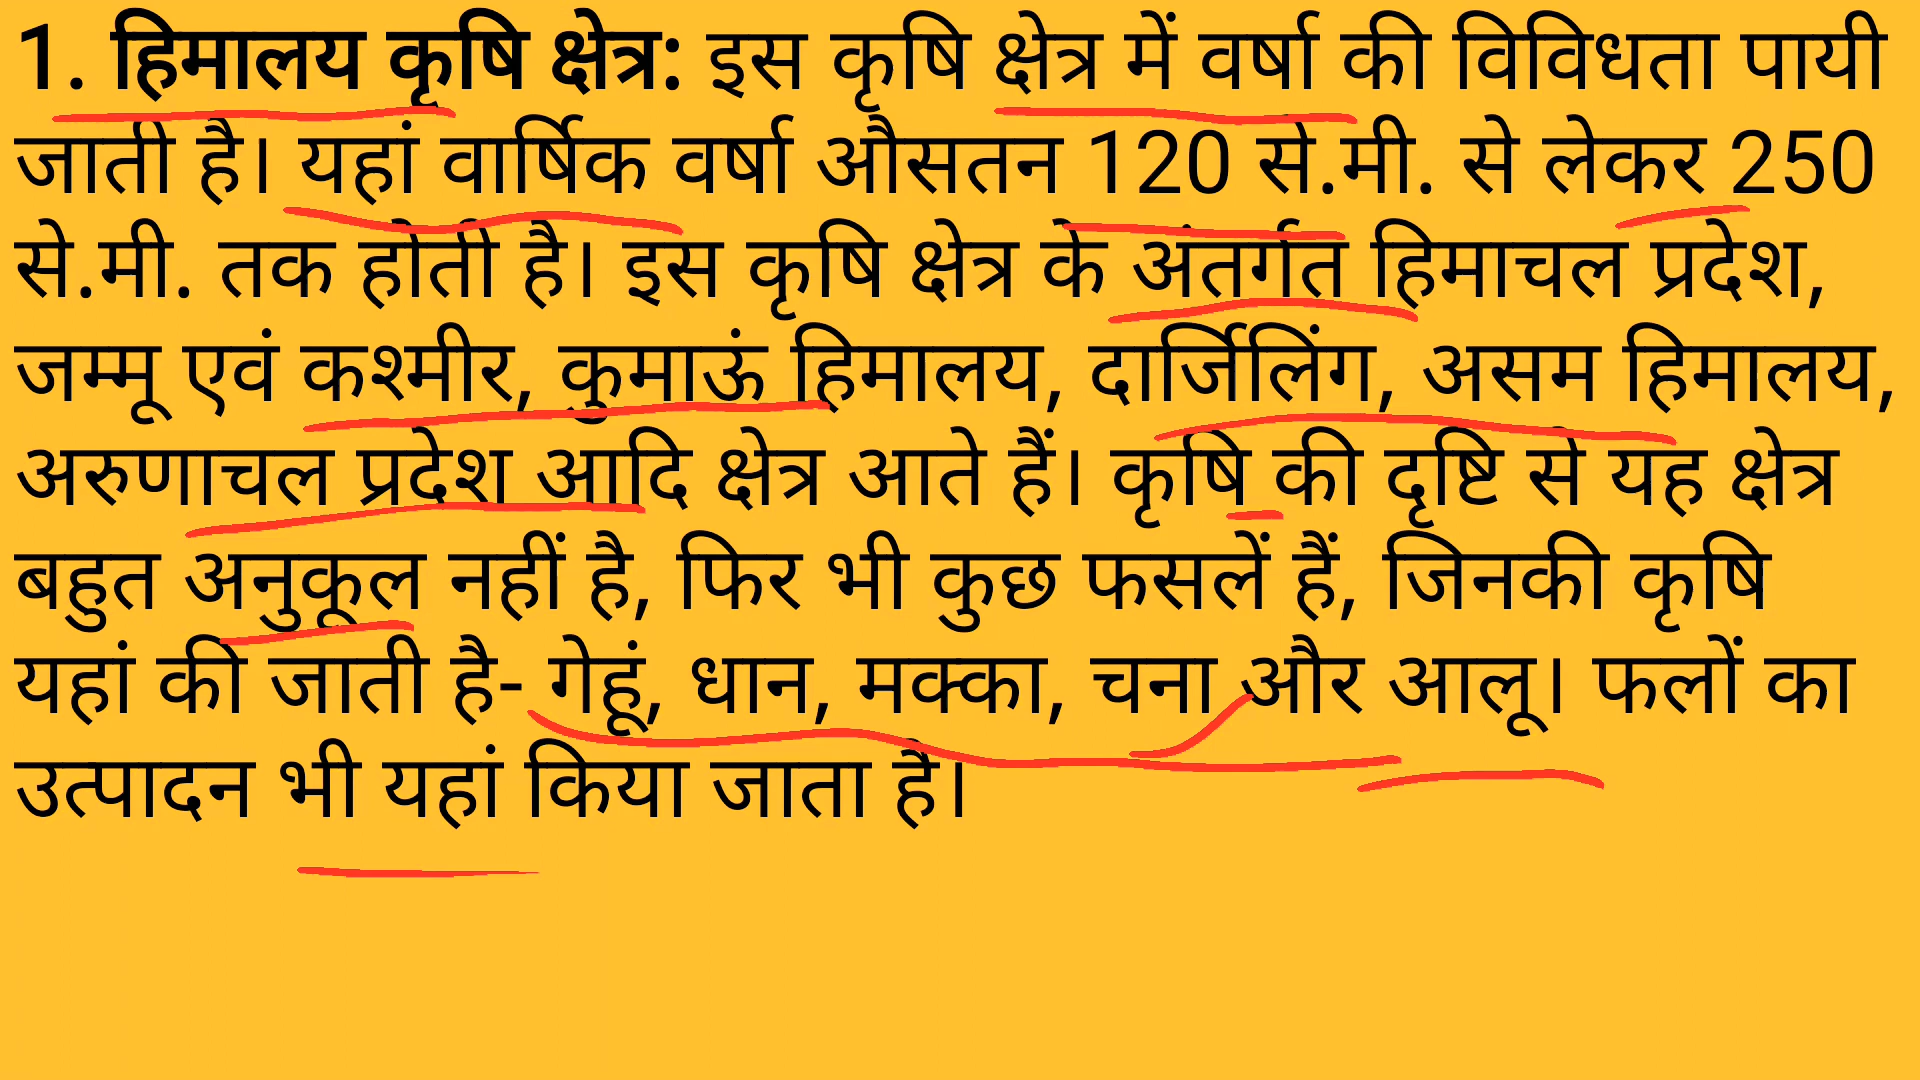 1. हिमालय कृषि क्षेत्र: इस कृषि क्षेत्र में वर्षा की विविधता पायी
जाती है। यहां वार्षिक वर्षा औसतन 120 से.मी. से लेकर 250
से.मी. तक होती है। इस कृषि क्षेत्र के अंतर्गत हिमाचल प्रदेश,
जम्मू एवं कश्मीर, कुमाऊं हिमालय, दार्जिलिंग, असम हिमालय,
अरुणाचल प्रदेश आदि क्षेत्र आते हैं। कृषि की दृष्टि से यह क्षेत्र
बहुत अनुकूल नहीं है, फिर भी कुछ फसलें हैं, जिनकी कृषि
यहां की जाती है- गेहूं, धान, मक्का, चना और आलू। फलों का
उत्पादन भी यहां किया जाता है।